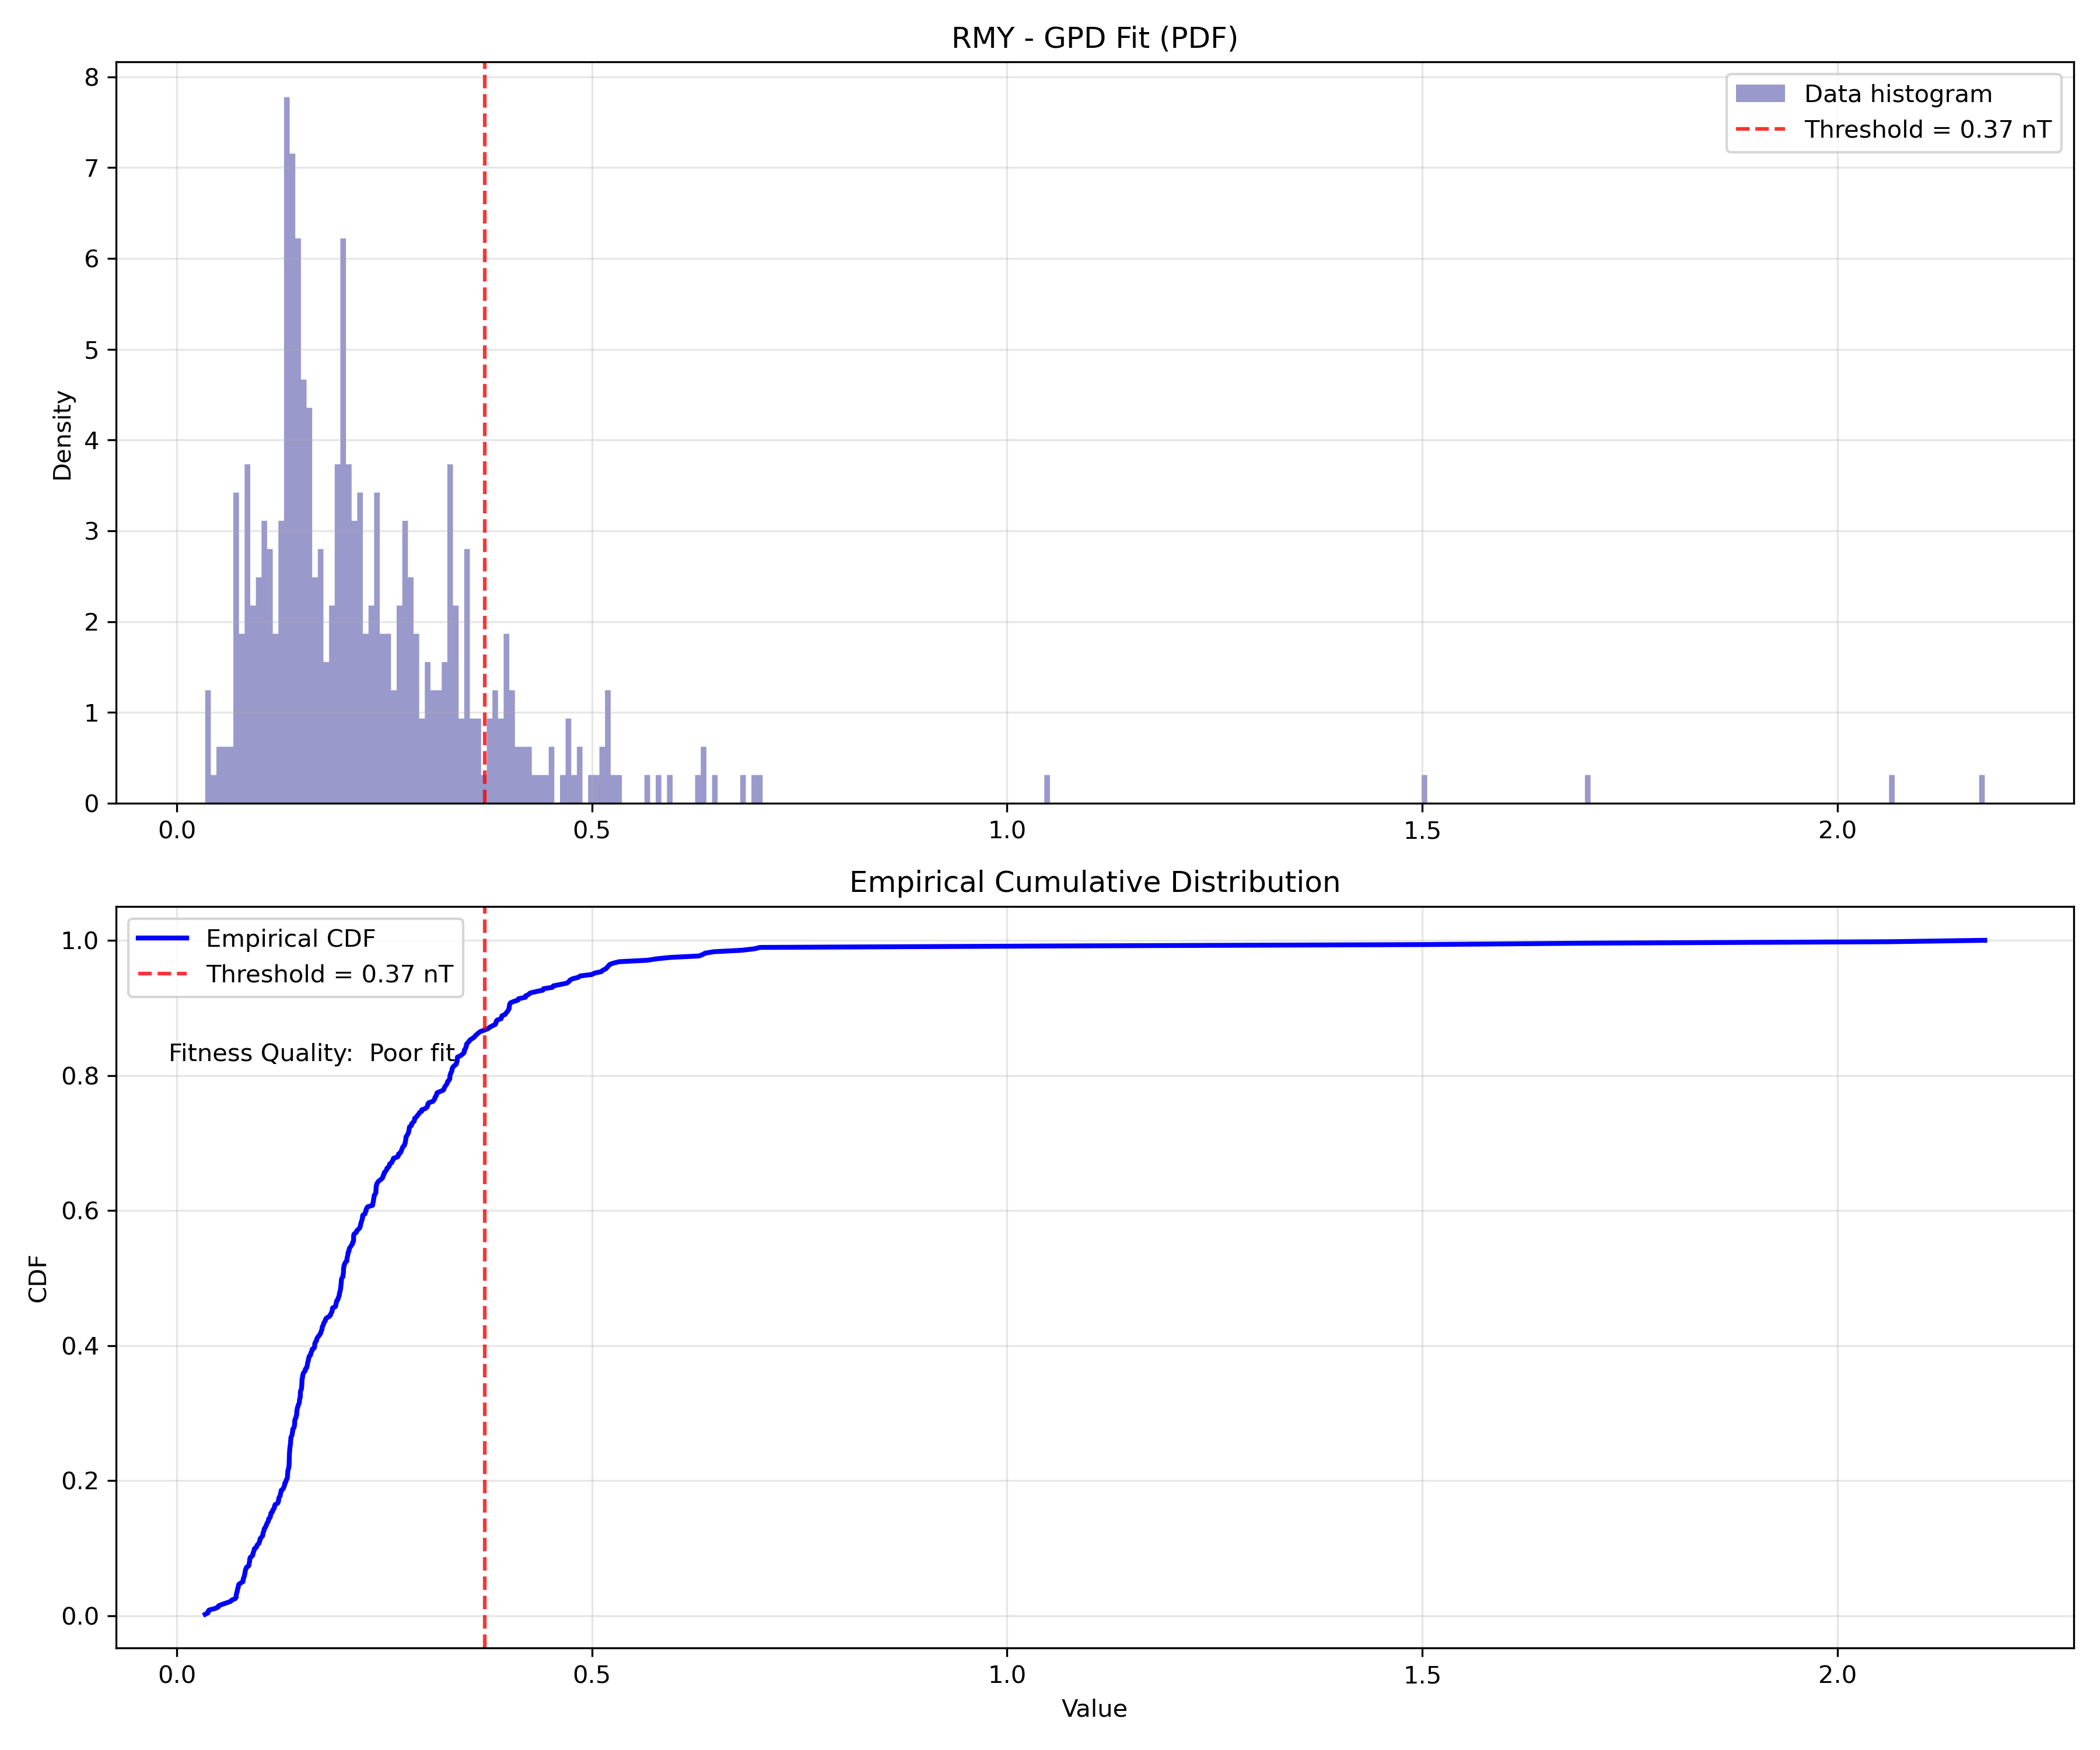 RMY - GPD Fit (PDF)
Data histogram
Threshold = 0.37 nT
Density
8
7
6
5
4
3
2
1
0
0.0 0.5 1.0 1.5 2.0
Empirical Cumulative Distribution
Empirical CDF
Threshold = 0.37 nT
Fitness Quality:  Poor fit
CDF
1.0
0.8
0.6
0.4
0.2
0.0
0.0 0.5 1.0 1.5 2.0
Value